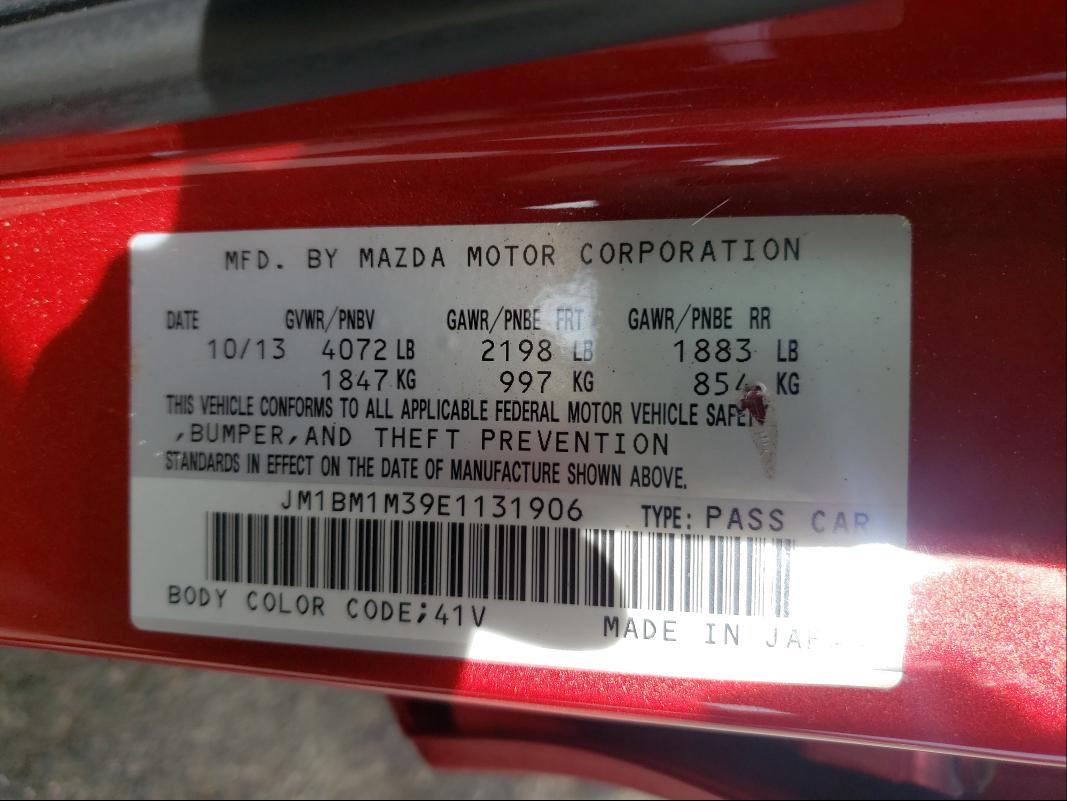 MFD. BY MAZDA MOTOR CORPORATION
DATE GVWR/PNBV GAWR/PNBE FRT GAWR/PNBE RR
10/13 4072 LB 2198 LB 1883 LB
1847 KG 997 KG 854 KG
THIS VEHICLE CONFORMS TO ALL APPLICABLE FEDERAL MOTOR VEHICLE SAFETY
,BUMPER,AND THEFT PREVENTION
STANDARDS IN EFFECT ON THE DATE OF MANUFACTURE SHOWN ABOVE.
JM1BM1M39E1131906 TYPE: PASS CAR
BODY COLOR CODE;41V
MADE IN JAPAN